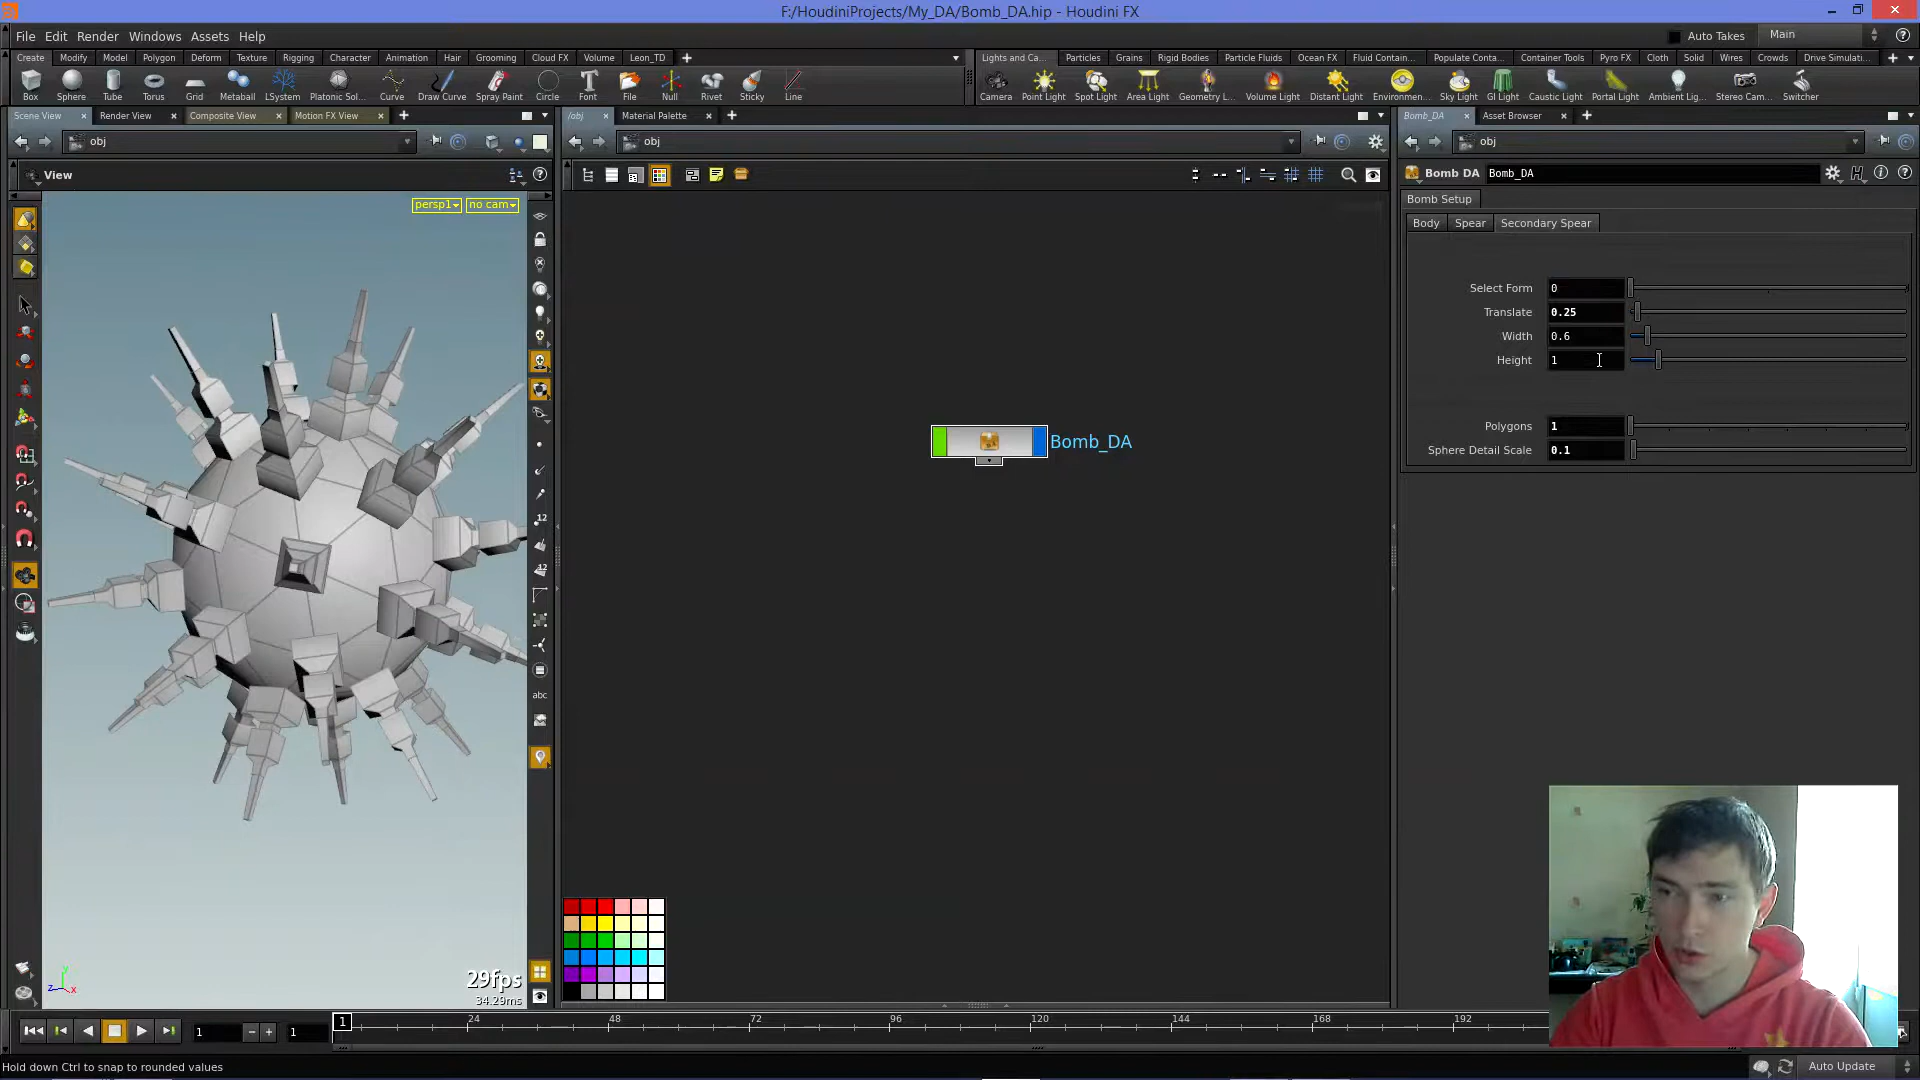 F:/HoudiniProjects/My_DA/Bomb_DA.hip - Houdini FX
File Edit Render Windows Assets Help
Auto Takes Main
Create Modify Model Polygon Deform Texture Rigging Character Animation Hair Grooming Cloud FX Volume Leon_TD
Lights and Ca... Particles Grains Rigid Bodies Particle Fluids Ocean FX Fluid Contain... Populate Conta... Container Tools Pyro FX Cloth Solid Wires Crowds Drive Simulati...
Box Sphere Tube Torus Grid Metaball LSystem Platonic Sol... Curve Draw Curve Spray Paint Circle Font File Null Rivet Sticky Line
Camera Point Light Spot Light Area Light Geometry L... Volume Light Distant Light Environmen... Sky Light GI Light Caustic Light Portal Light Ambient Lig... Stereo Cam... Switcher
Scene View Render View Composite View Motion FX View
/obj Material Palette
Bomb_DA Asset Browser
obj
obj
obj
View
Bomb DA Bomb_DA
Bomb Setup
persp1 no cam
Body Spear Secondary Spear
Select Form 0
Translate 0.25
Width 0.6
Height 1
Polygons 1
Sphere Detail Scale 0.1
Bomb_DA
12
12
abc
y
z x
29fps
34.29ms
1 1 1 24 48 72 96 120 144 168 192
Hold down Ctrl to snap to rounded values
Auto Update